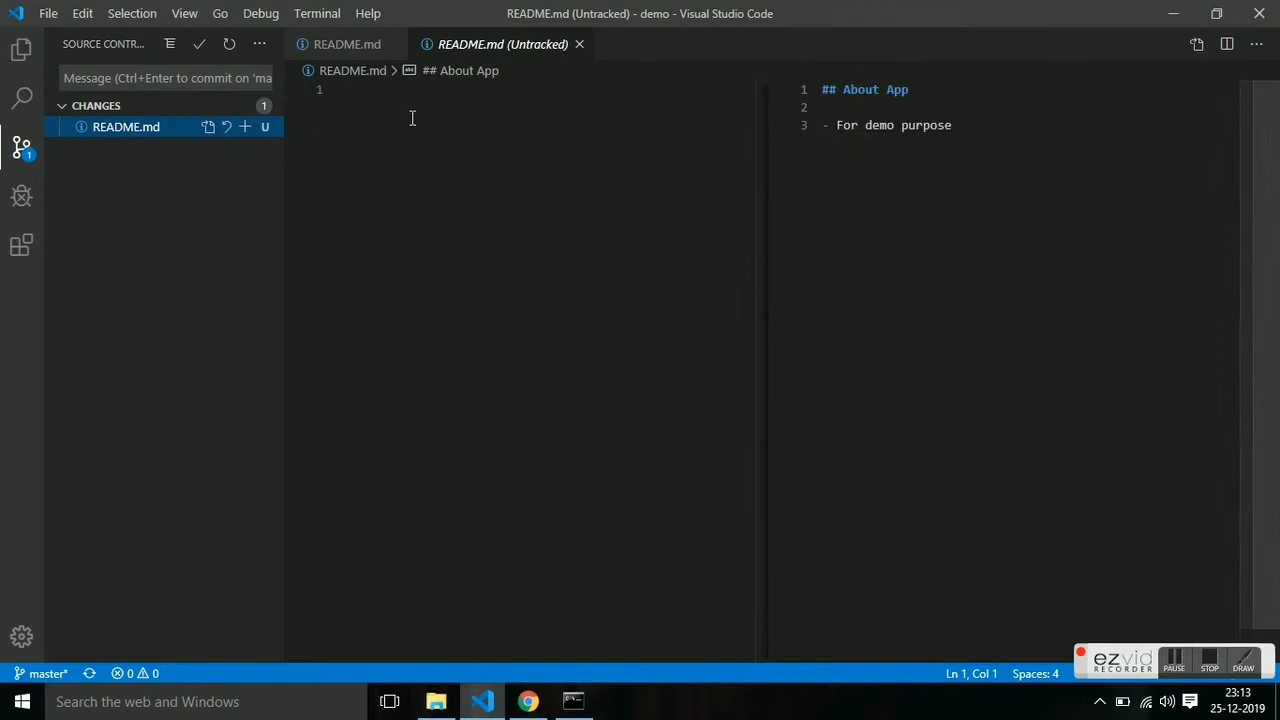 File Edit Selection View Go Debug Terminal Help
README.md (Untracked) - demo - Visual Studio Code
SOURCE CONTR...
README.md
README.md (Untracked)
Message (Ctrl+Enter to commit on 'ma
README.md > ## About App
CHANGES 1
README.md U
1
1
1 ## About App
2
3 - For demo purpose
master*
0 0
Ln 1, Col 1
Spaces: 4
ezvid
RECORDER
PAUSE
STOP
DRAW
Search the web and Windows
23:13
25-12-2019